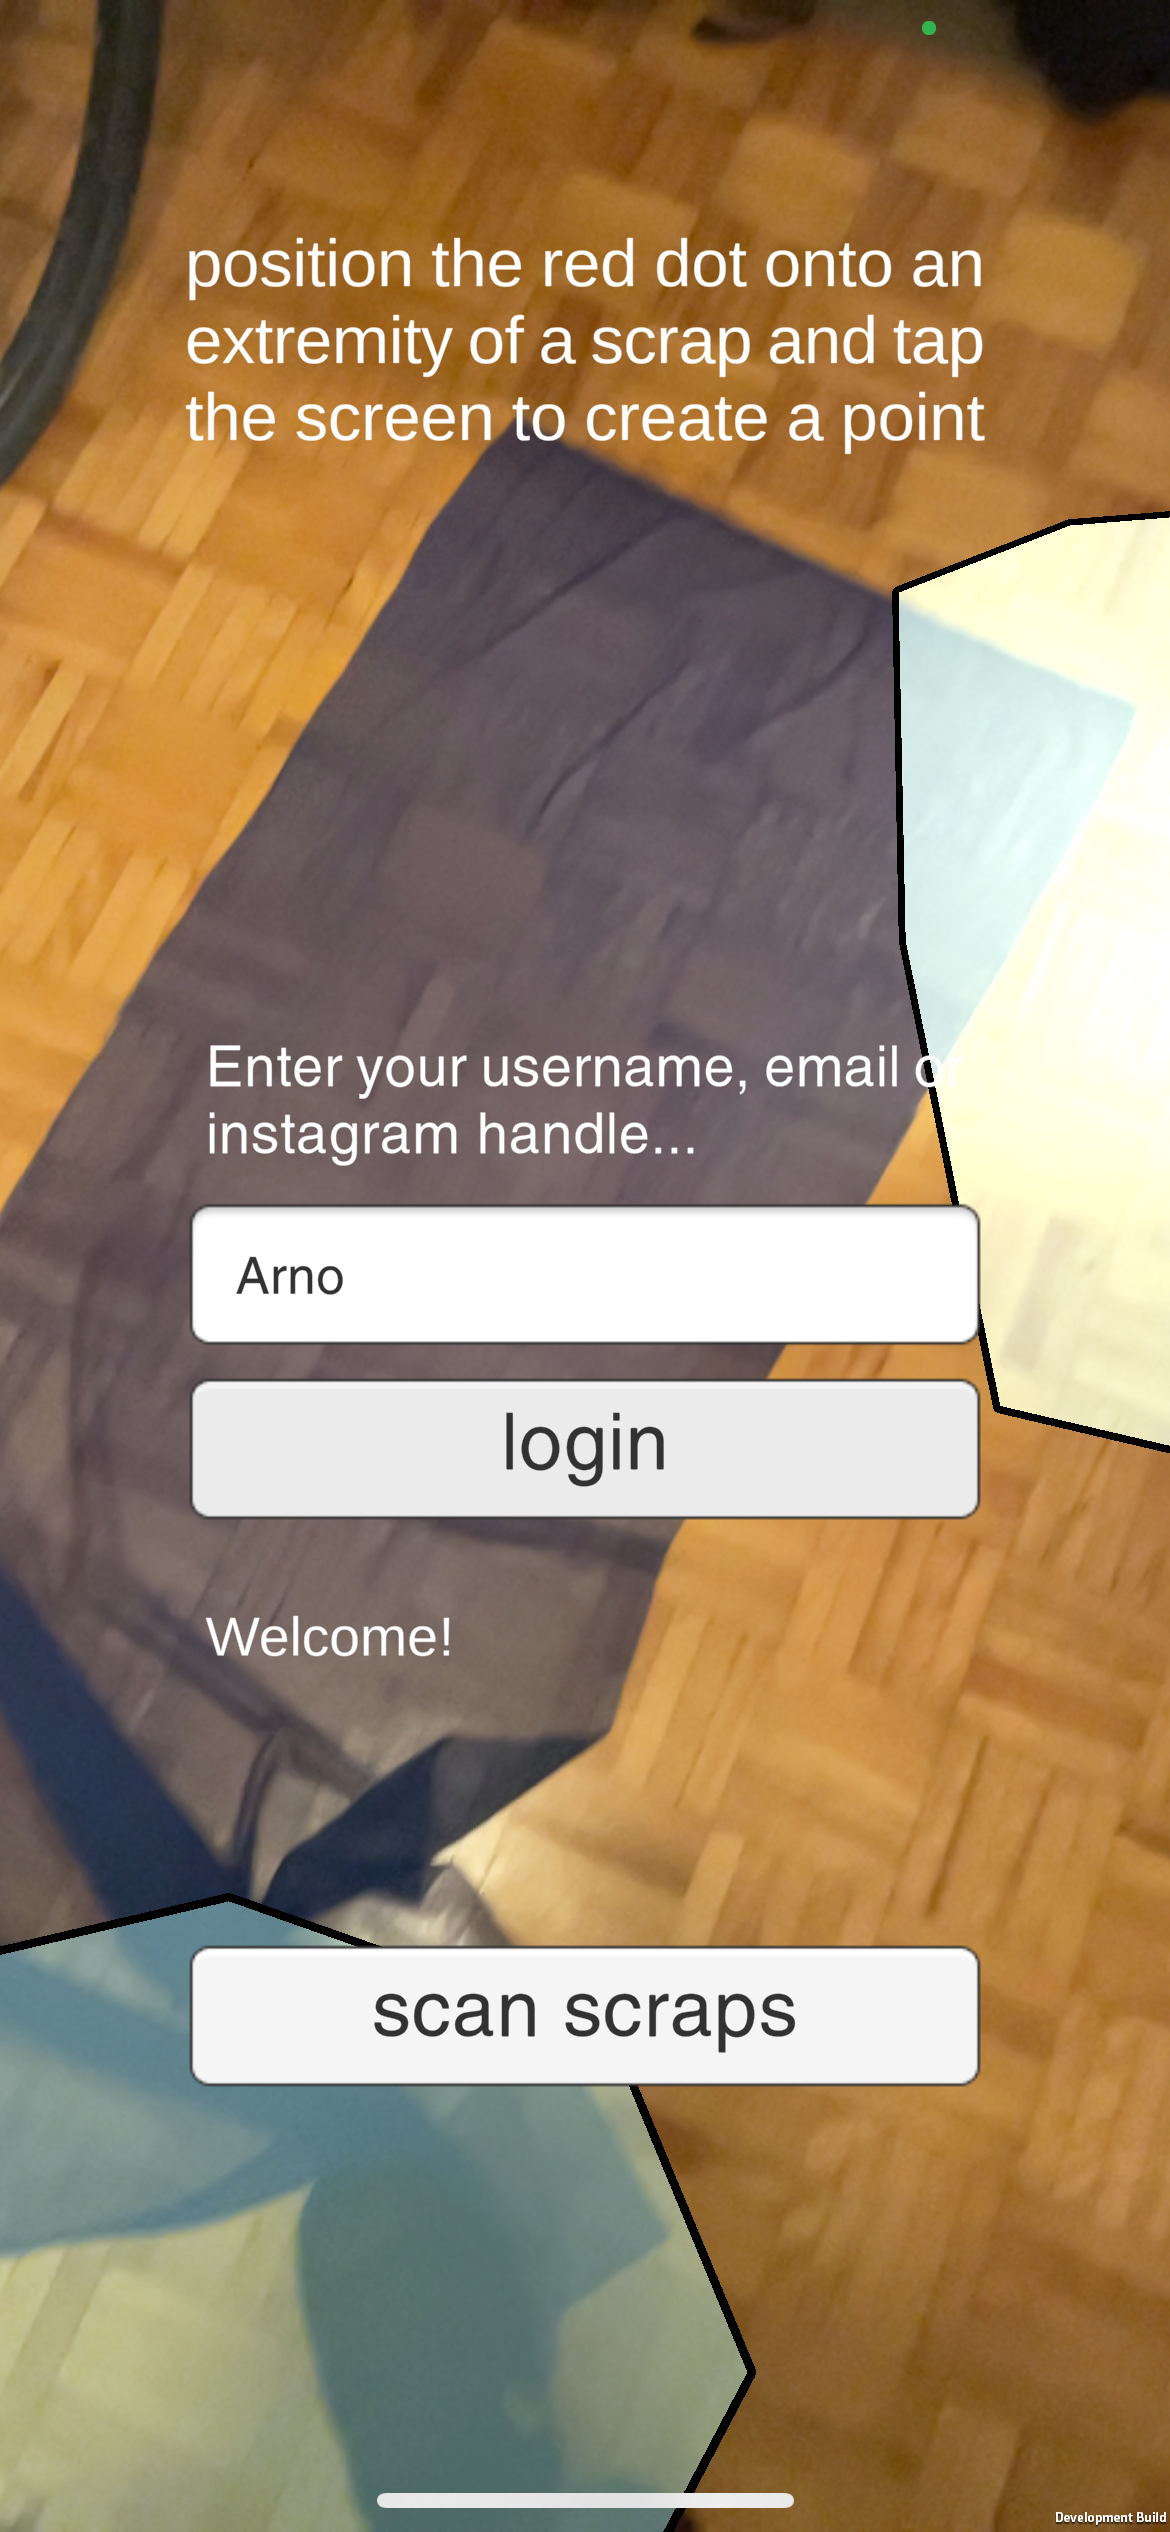 position the red dot onto an
extremity of a scrap and tap
the screen to create a point
Enter your username, email or
instagram handle...
Arno
login
Welcome!
scan scraps
Development Build